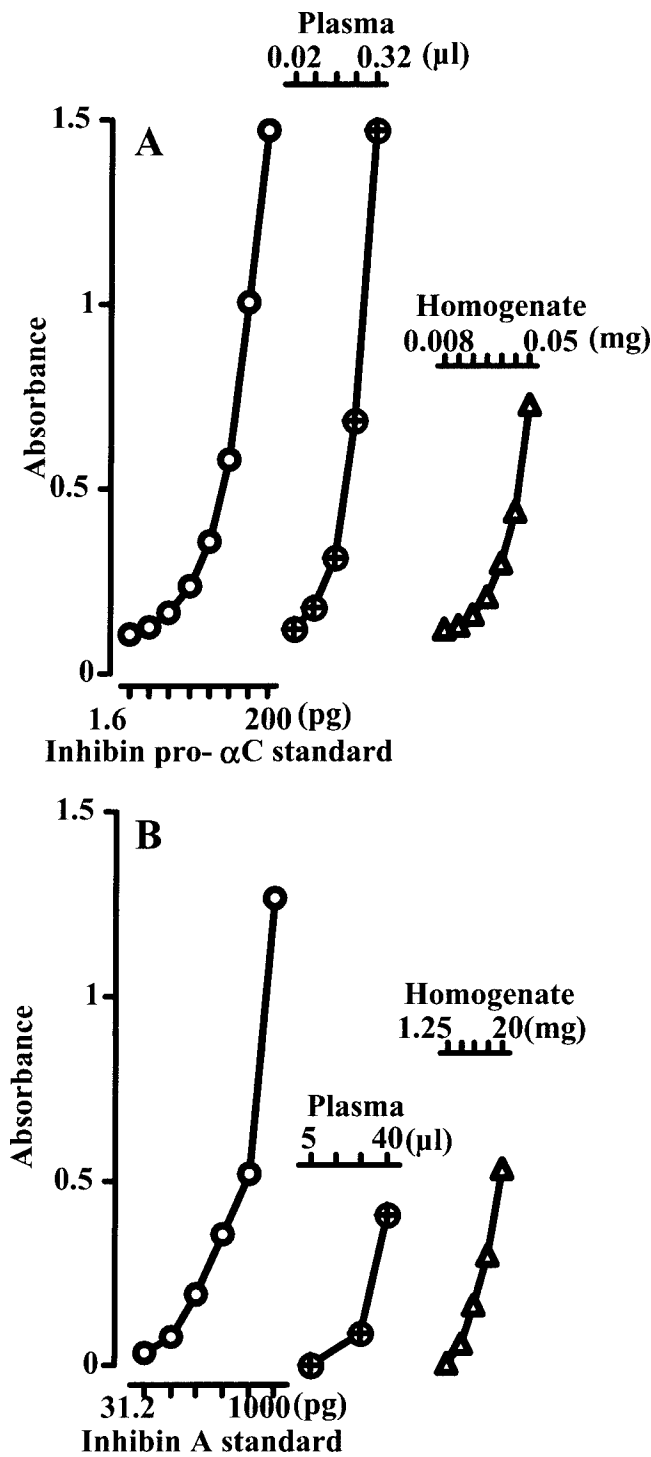 Plasma
0.02 0.32 (µl)
1.5
A
1
Homogenate
0.008 0.05 (mg)
Absorbance
0.5
0
1.6 200 (pg)
Inhibin pro- αC standard
1.5
B
1
Homogenate
1.25 20(mg)
Absorbance
Plasma
5 40(µl)
0.5
0
31.2 1000(pg)
Inhibin A standard